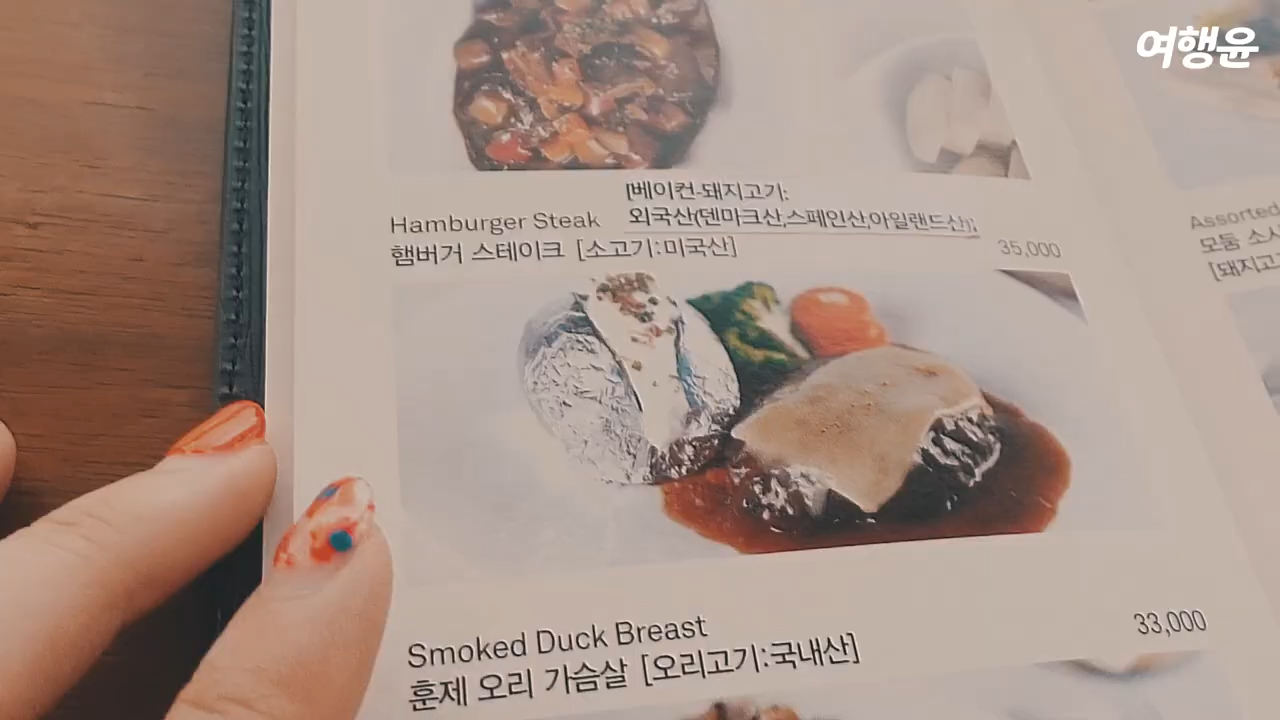 여행윤
[베이컨-돼지고기:
외국산(덴마크산,스페인산,아일랜드산);
Hamburger Steak
햄버거 스테이크 [소고기:미국산]
35,000
Assorted
모둠 소시
[돼지고기
Smoked Duck Breast
33,000
훈제 오리 가슴살 [오리고기:국내산]